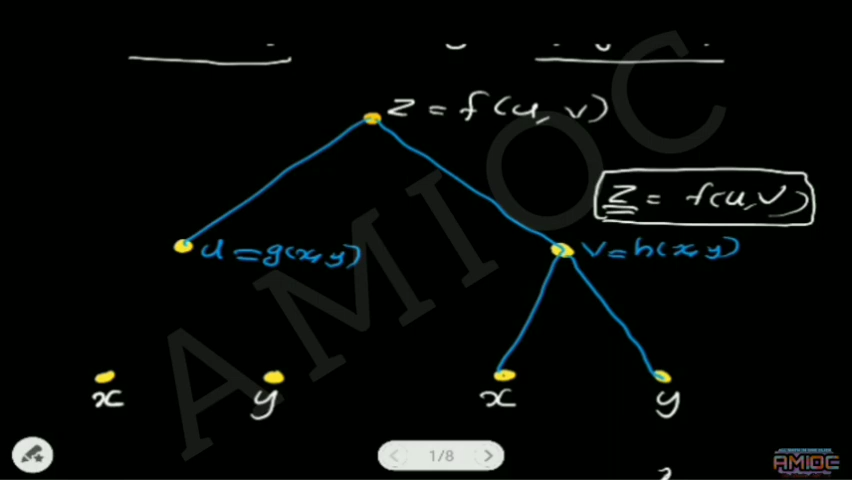 z = f(u, v)
z = f(u,v)
u = g(x,y)
v = h(x,y)
x y x y
1/8
AMIOC
AMIOC